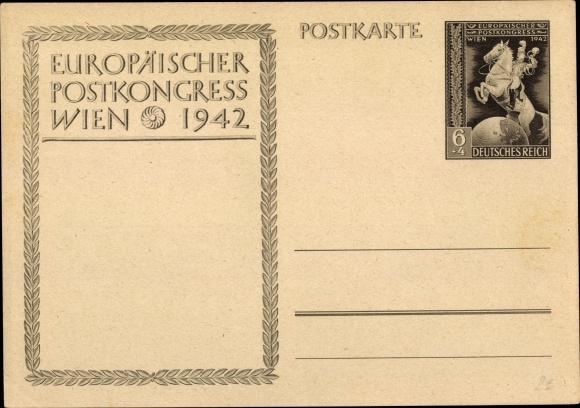 EUROPÄISCHER
POSTKONGRESS
WIEN 1942
POSTKARTE
EUROPÄISCHER
POSTKONGRESS
WIEN 1942
6
+4
DEUTSCHES REICH